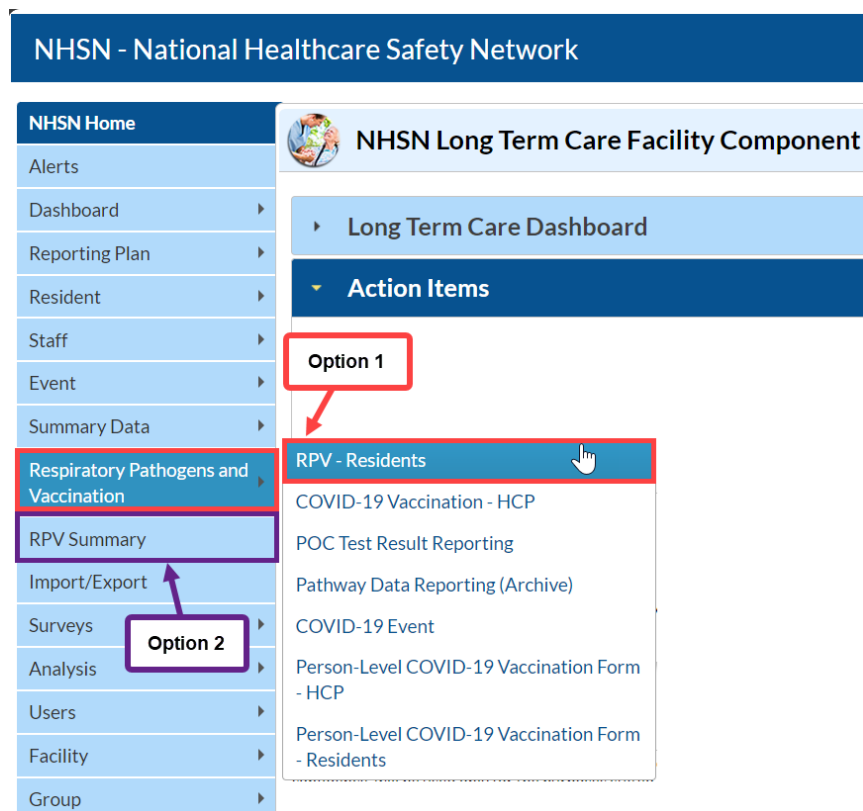 NHSN - National Healthcare Safety Network
NHSN Home
Alerts
Dashboard
Reporting Plan
Resident
Staff
Event
Summary Data
Respiratory Pathogens and
Vaccination
RPV Summary
Import/Export
Surveys
Analysis
Users
Facility
Group
Option 2
NHSN Long Term Care Facility Component
Long Term Care Dashboard
Action Items
Option 1
RPV - Residents
COVID-19 Vaccination - HCP
POC Test Result Reporting
Pathway Data Reporting (Archive)
COVID-19 Event
Person-Level COVID-19 Vaccination Form
- HCP
Person-Level COVID-19 Vaccination Form
- Residents